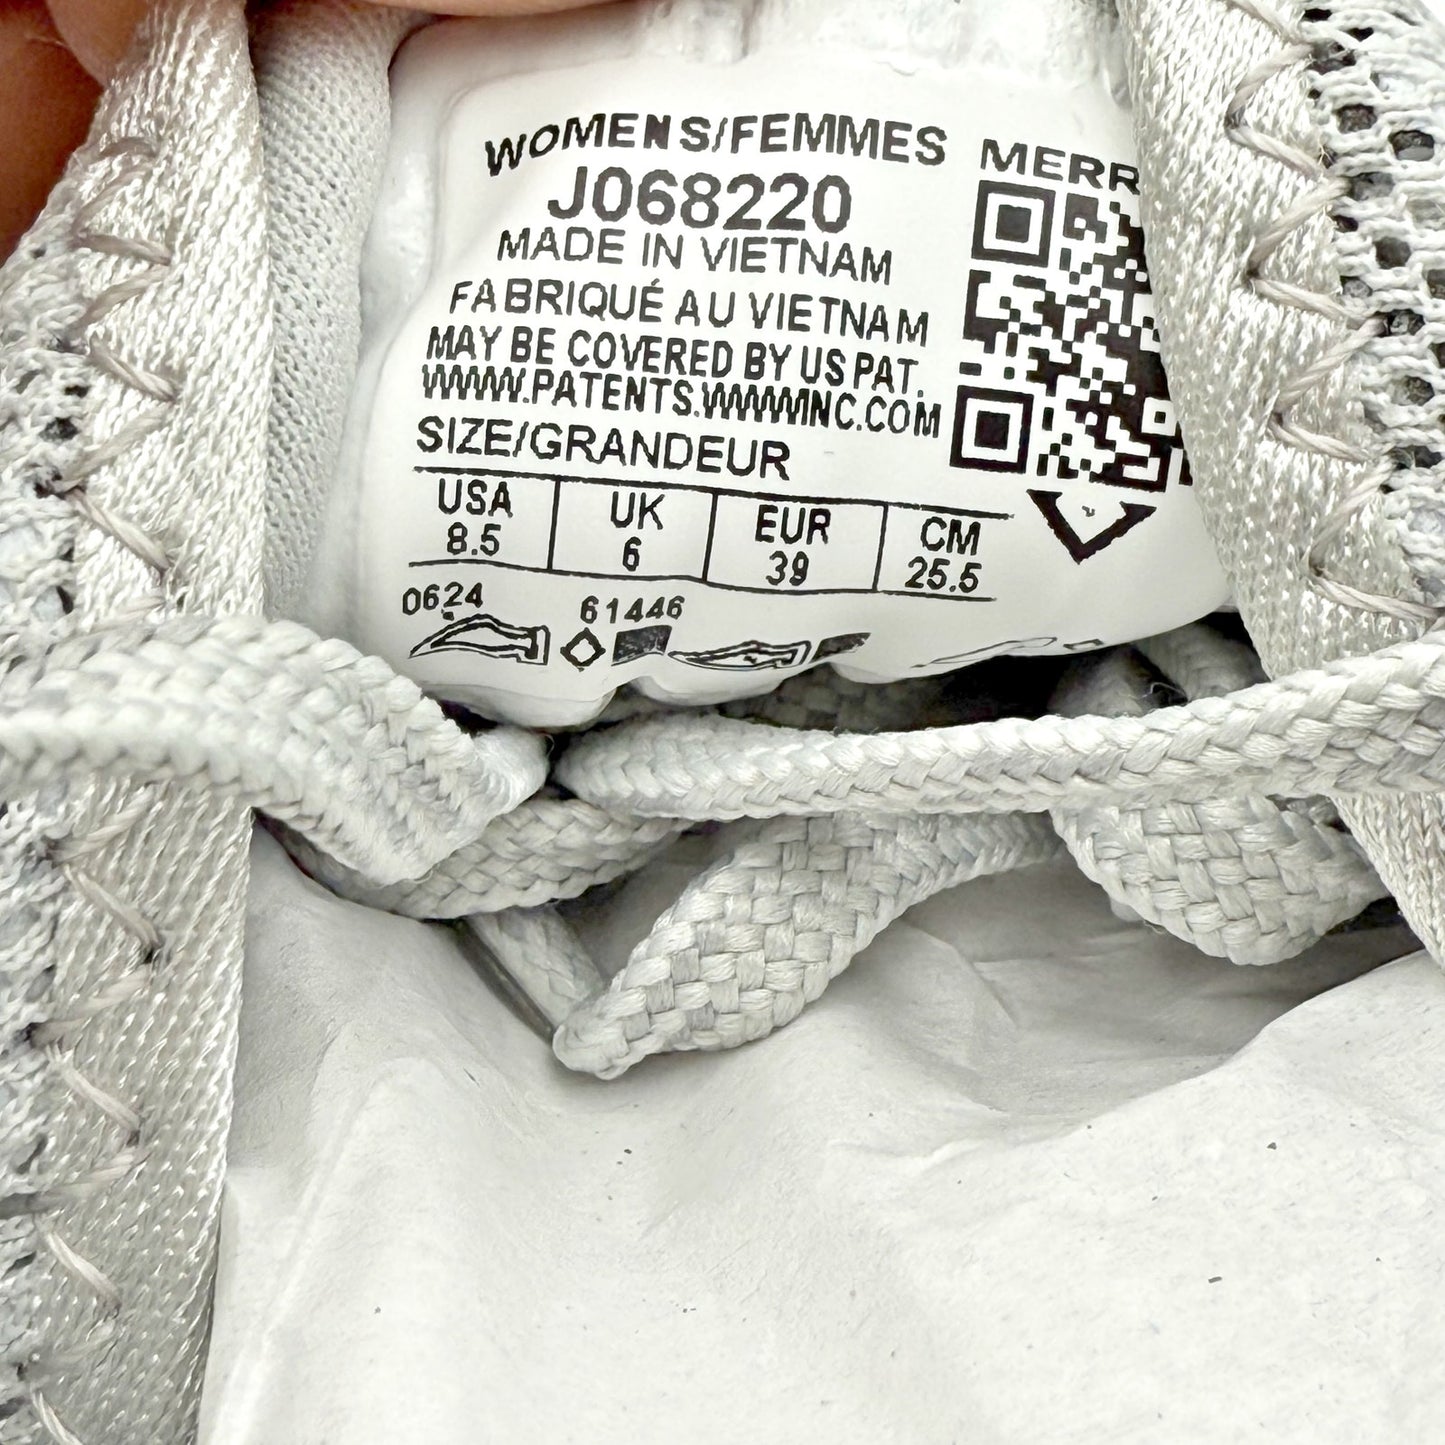 WOMENS/FEMMES
J068220
MADE IN VIETNAM
FABRIQUÉ AU VIETNAM
MAY BE COVERED BY US PAT.
WWW.PATENTS.WWWINC.COM
SIZE/GRANDEUR
USA UK EUR CM
8.5 6 39 25.5
0624 61446
MERR